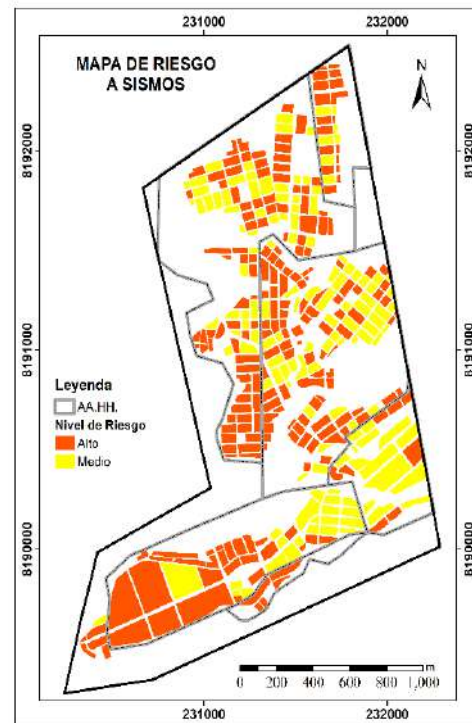 231000 232000
MAPA DE RIESGO
A SISMOS
N
8192000 8192000
8191000 8191000
Leyenda
AA.HH.
Nivel de Riesgo
Alto
Medio
8190000 8190000
0 200 400 600 800 1,000 m
231000 232000